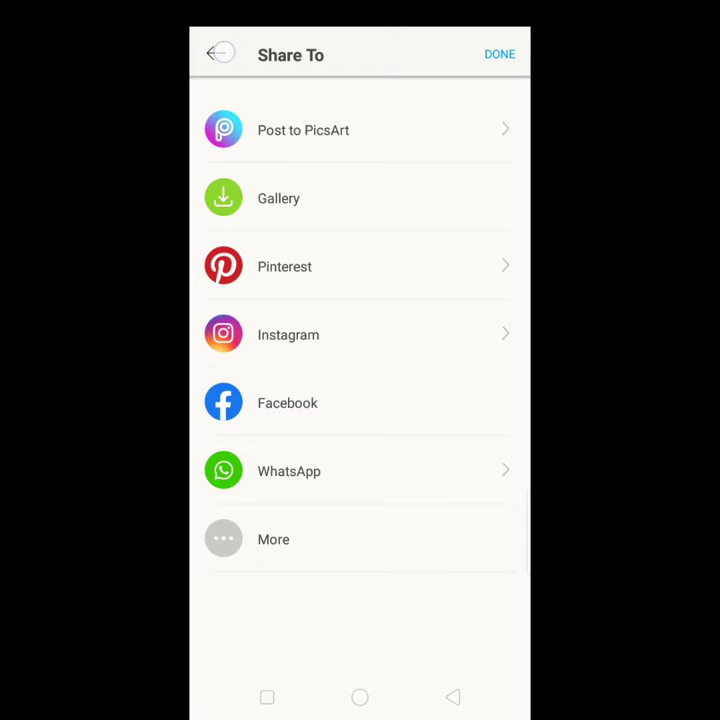 Share To
DONE
Post to PicsArt
Gallery
Pinterest
Instagram
Facebook
WhatsApp
More